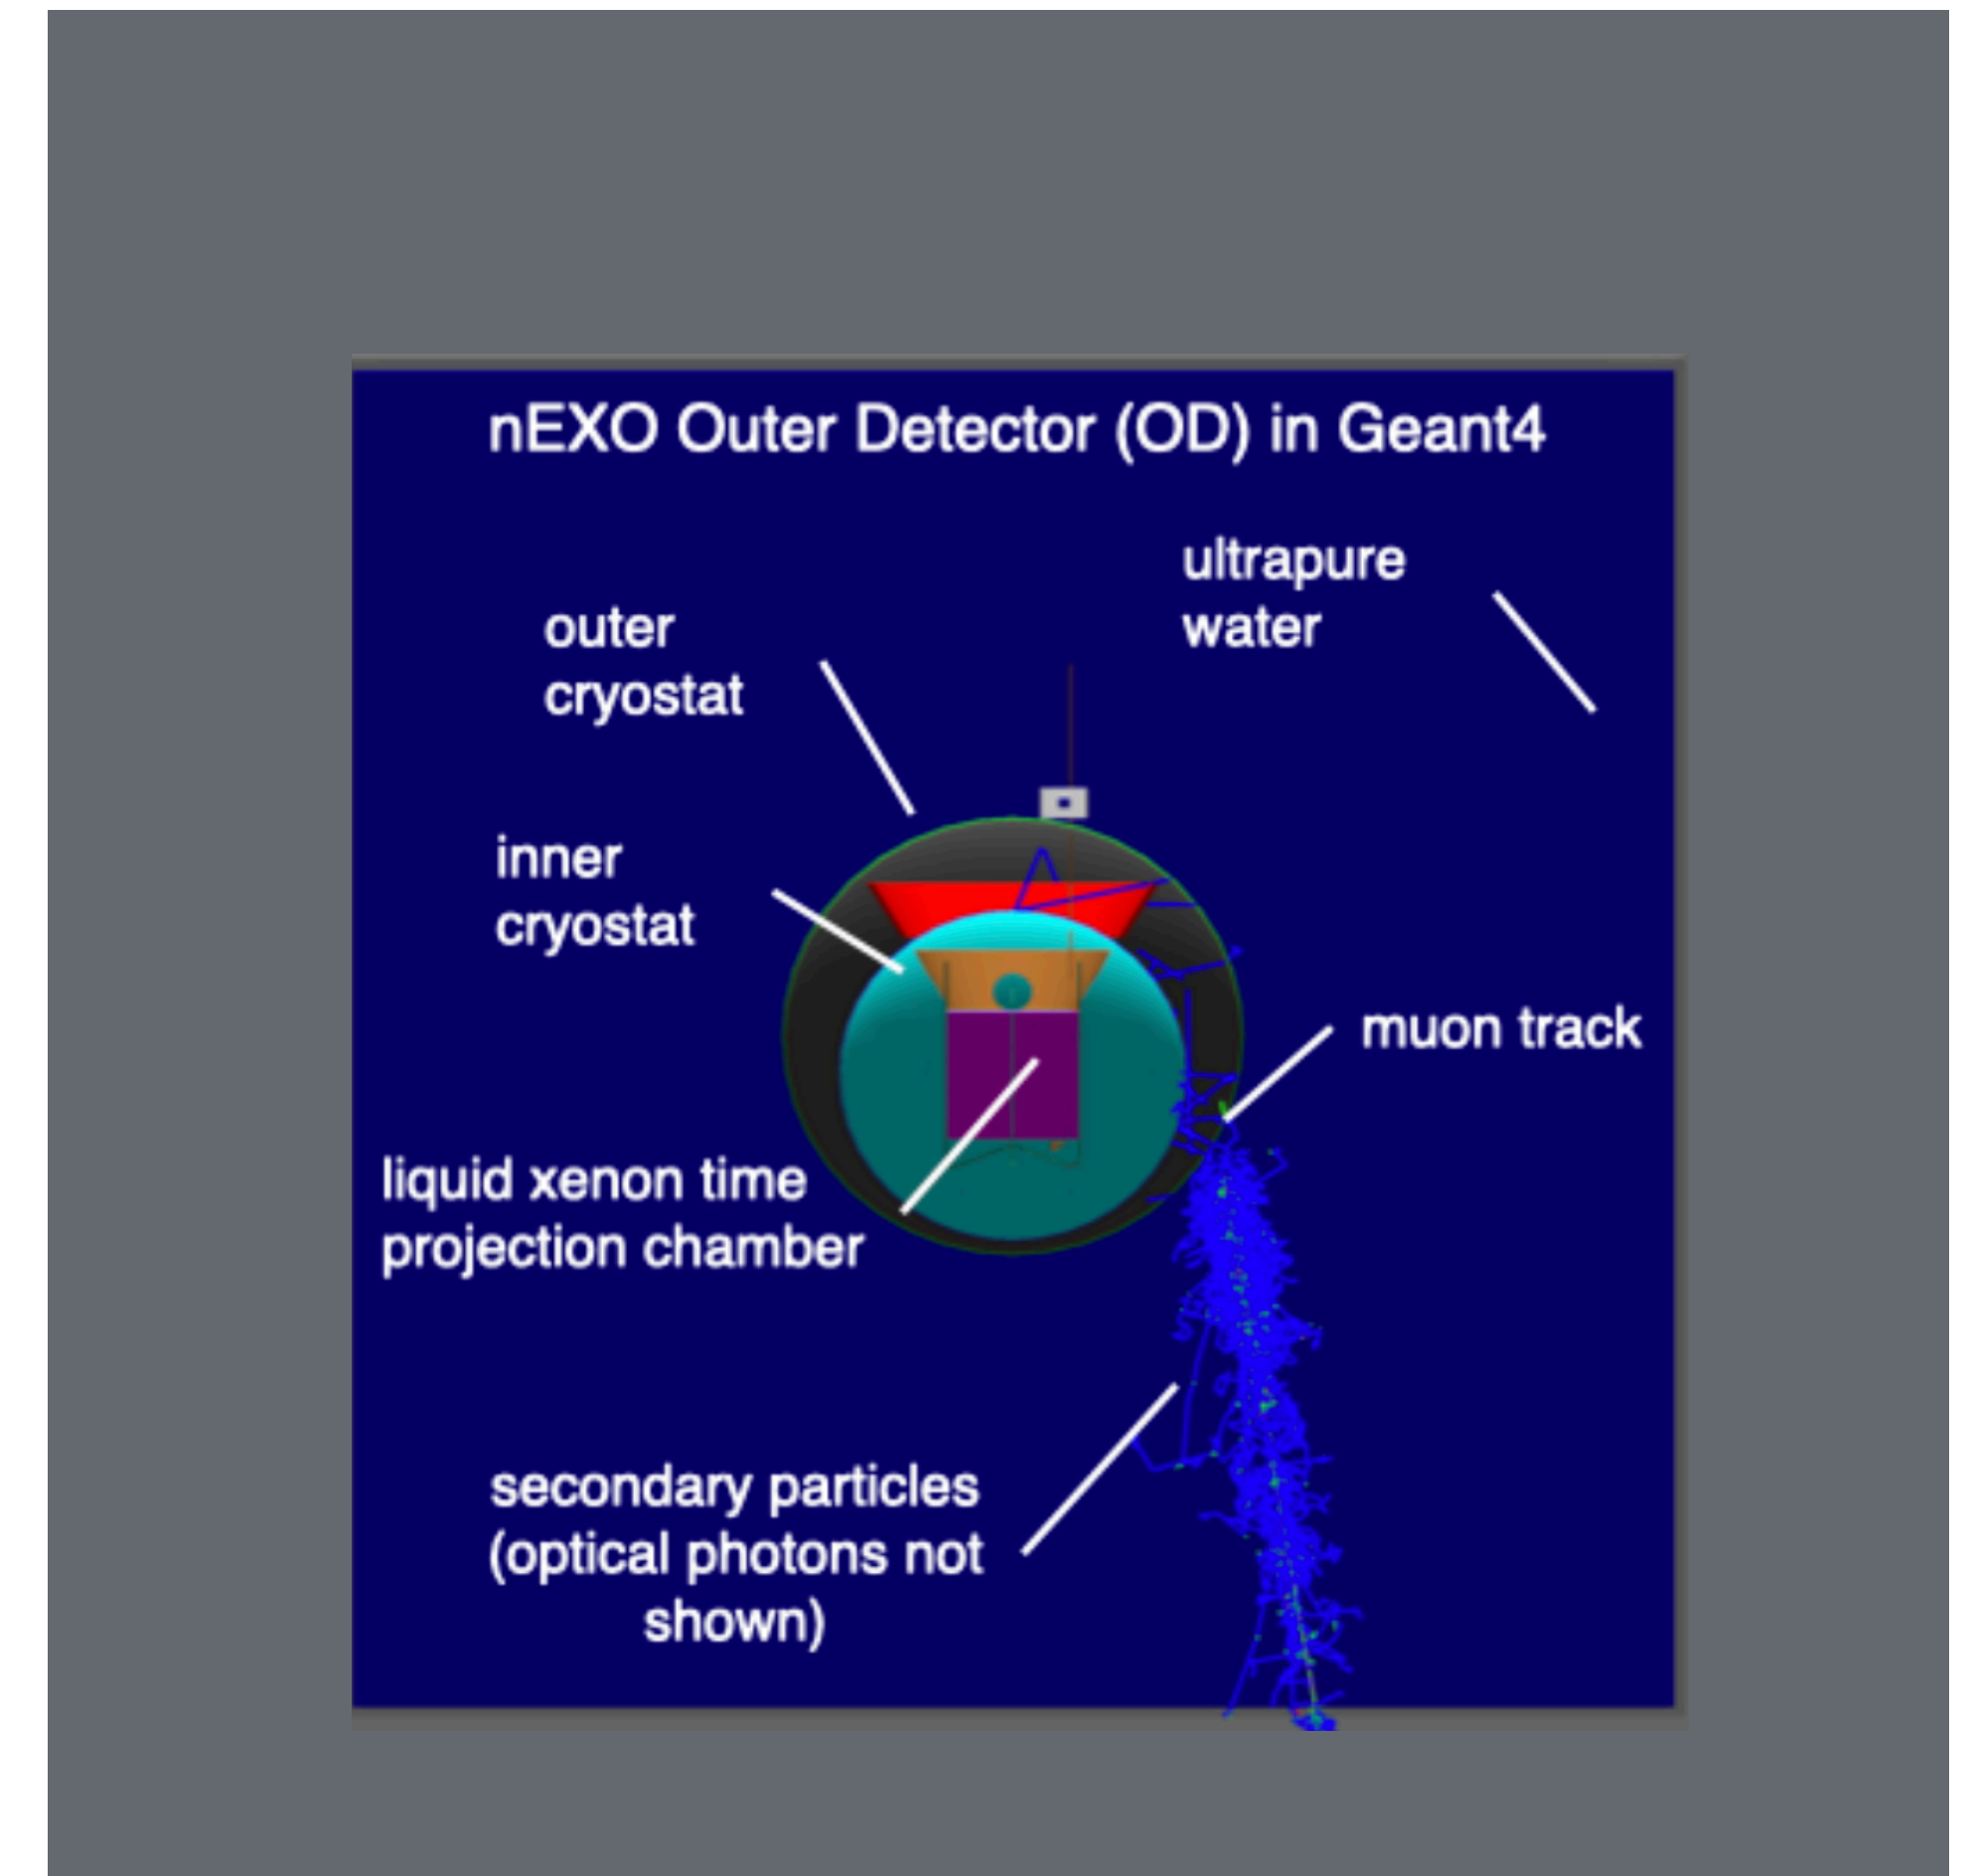 nEXO Outer Detector (OD) in Geant4
ultrapure
water
outer
cryostat
inner
cryostat
muon track
liquid xenon time
projection chamber
secondary particles
(optical photons not
shown)